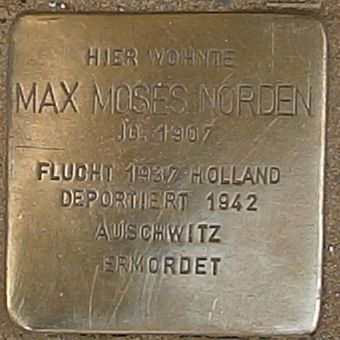 HIER WOHNTE
MAX MOSES NORDEN
JG. 1907
FLUCHT 1937 HOLLAND
DEPORTIERT 1942
AUSCHWITZ
ERMORDET